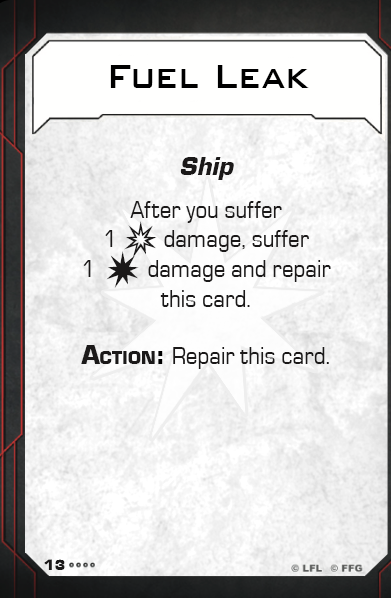 FUEL LEAK
Ship
After you suffer
1 damage, suffer
1 damage and repair
this card.
ACTION: Repair this card.
13
© LFL © FFG